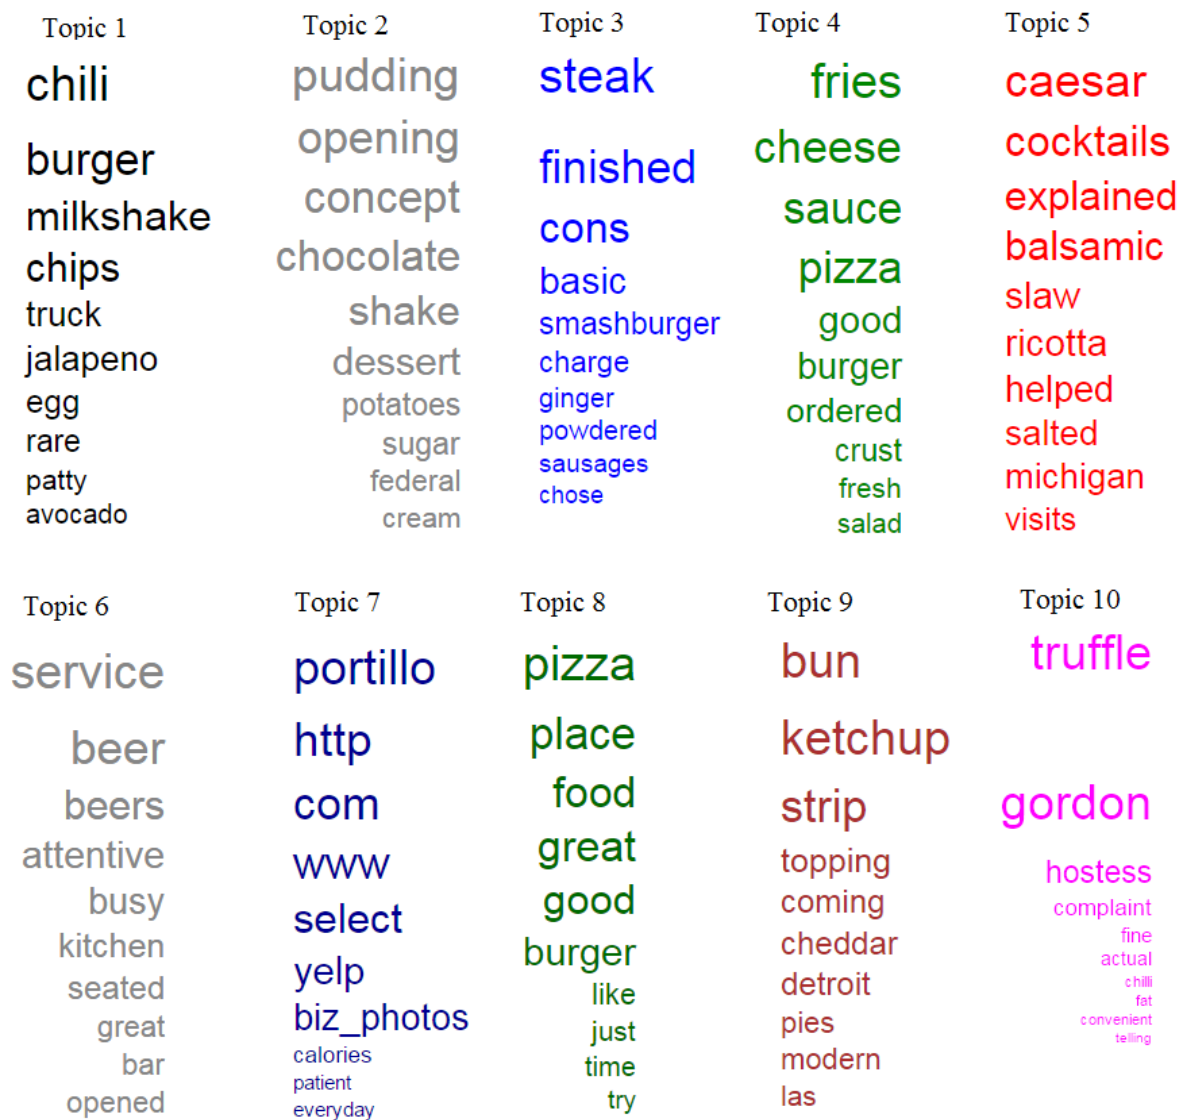 Topic 1
chili
burger
milkshake
chips
truck
jalapeno
egg
rare
patty
avocado
Topic 2
pudding
opening
concept
chocolate
shake
dessert
potatoes
sugar
federal
cream
Topic 3
steak
finished
cons
basic
smashburger
charge
ginger
powdered
sausages
chose
Topic 4
fries
cheese
sauce
pizza
good
burger
ordered
crust
fresh
salad
Topic 5
caesar
cocktails
explained
balsamic
slaw
ricotta
helped
salted
michigan
visits
Topic 6
service
beer
beers
attentive
busy
kitchen
seated
great
bar
opened
Topic 7
portillo
http
com
www
select
yelp
biz_photos
calories
patient
everyday
Topic 8
pizza
place
food
great
good
burger
like
just
time
try
Topic 9
bun
ketchup
strip
topping
coming
cheddar
detroit
pies
modern
las
Topic 10
truffle
gordon
hostess
complaint
fine
actual
chilli
fat
convenient
telling